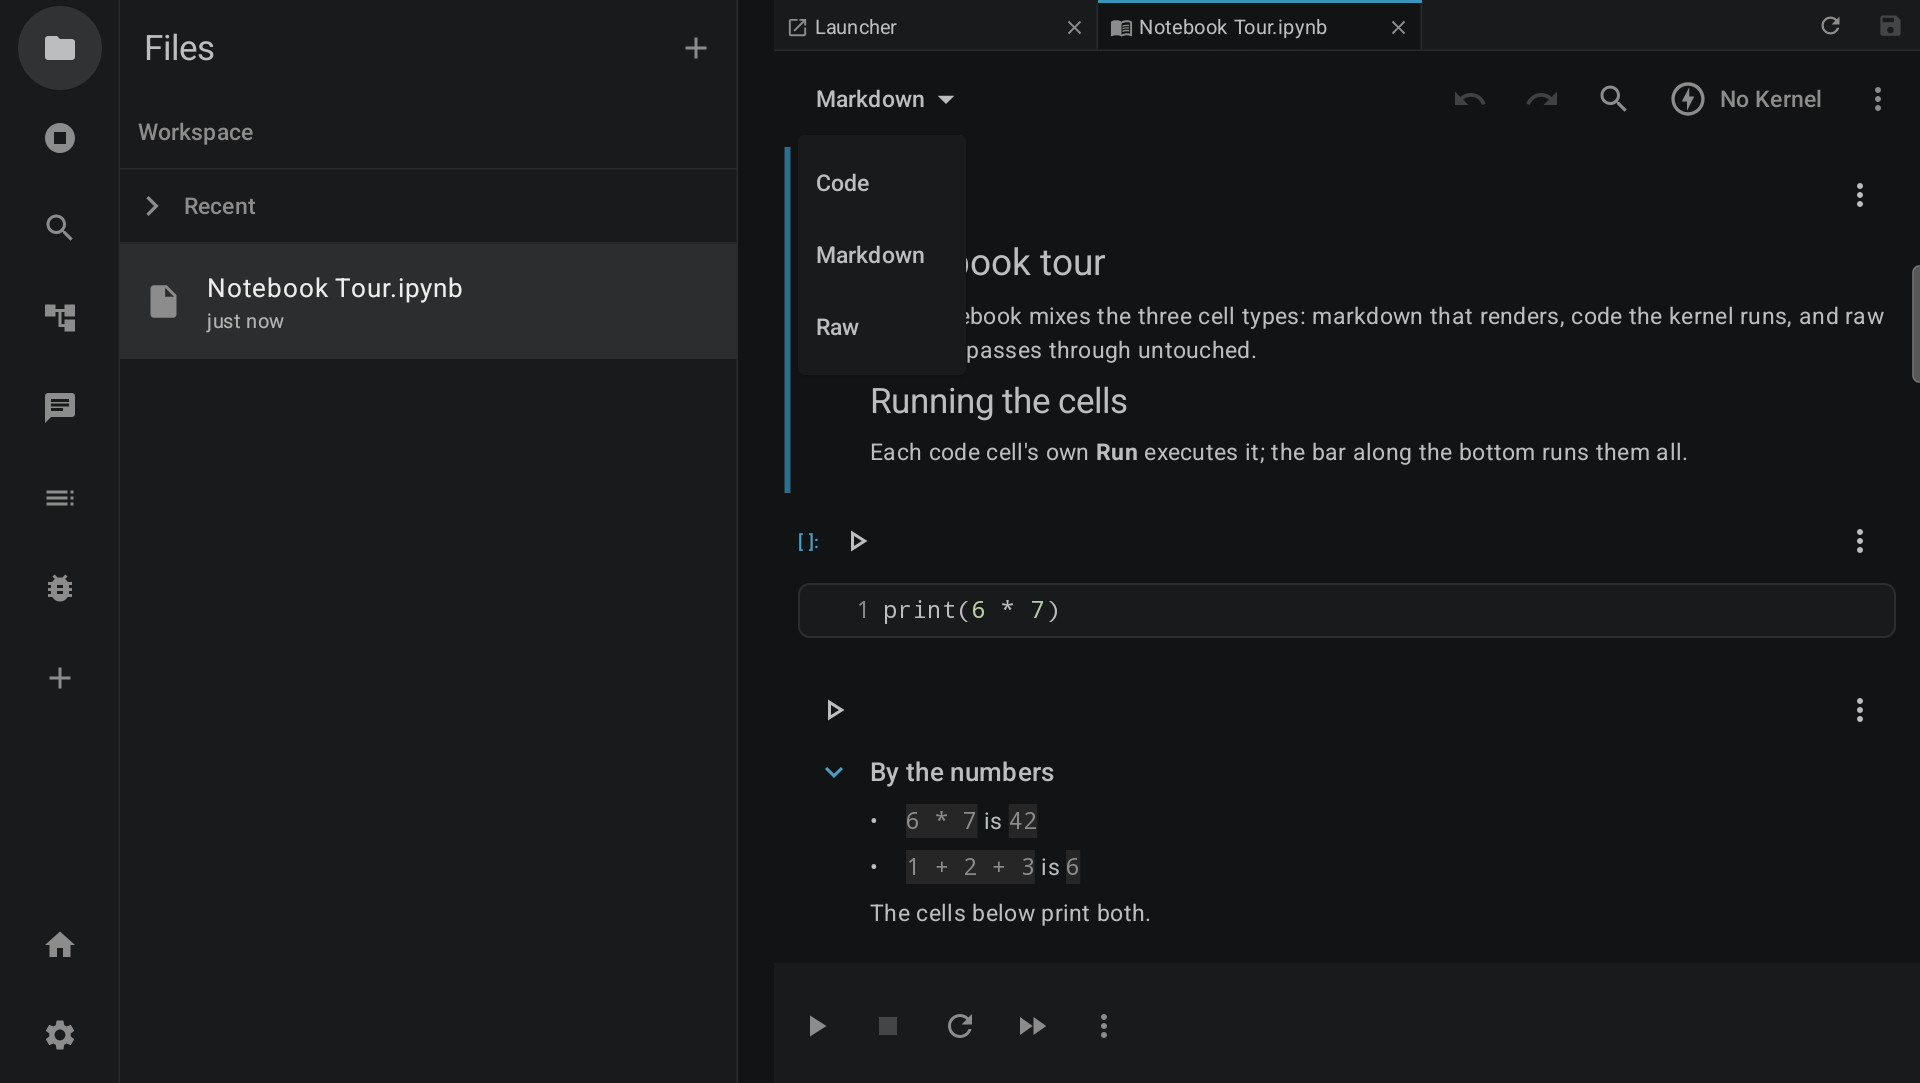 Files
Workspace
Recent
Notebook Tour.ipynb
just now
Launcher
Notebook Tour.ipynb
Markdown
No Kernel
Code
Markdown
Raw
ook tour
ebook mixes the three cell types: markdown that renders, code the kernel runs, and raw
passes through untouched.
Running the cells
Each code cell's own Run executes it; the bar along the bottom runs them all.
[ ]:
1 print(6 * 7)
By the numbers
• 6 * 7 is 42
• 1 + 2 + 3 is 6
The cells below print both.